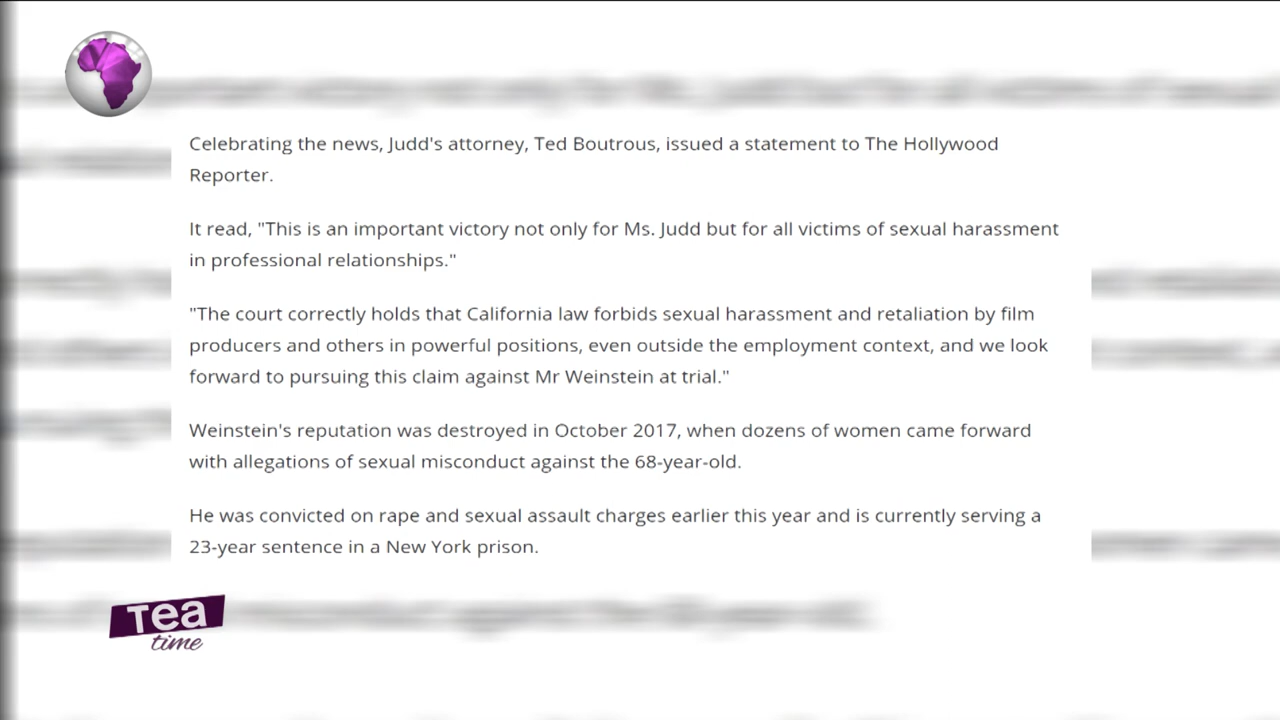 Celebrating the news, Judd's attorney, Ted Boutrous, issued a statement to The Hollywood
Reporter.
It read, "This is an important victory not only for Ms. Judd but for all victims of sexual harassment
in professional relationships."
"The court correctly holds that California law forbids sexual harassment and retaliation by film
producers and others in powerful positions, even outside the employment context, and we look
forward to pursuing this claim against Mr Weinstein at trial."
Weinstein's reputation was destroyed in October 2017, when dozens of women came forward
with allegations of sexual misconduct against the 68-year-old.
He was convicted on rape and sexual assault charges earlier this year and is currently serving a
23-year sentence in a New York prison.
Tea
time